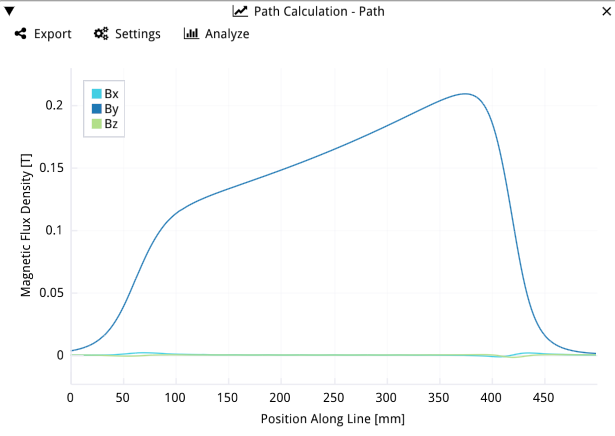 Path Calculation - Path
Export Settings Analyze
Bx
By
Bz
Magnetic Flux Density [T]
0.2
0.15
0.1
0.05
0
0 50 100 150 200 250 300 350 400 450
Position Along Line [mm]